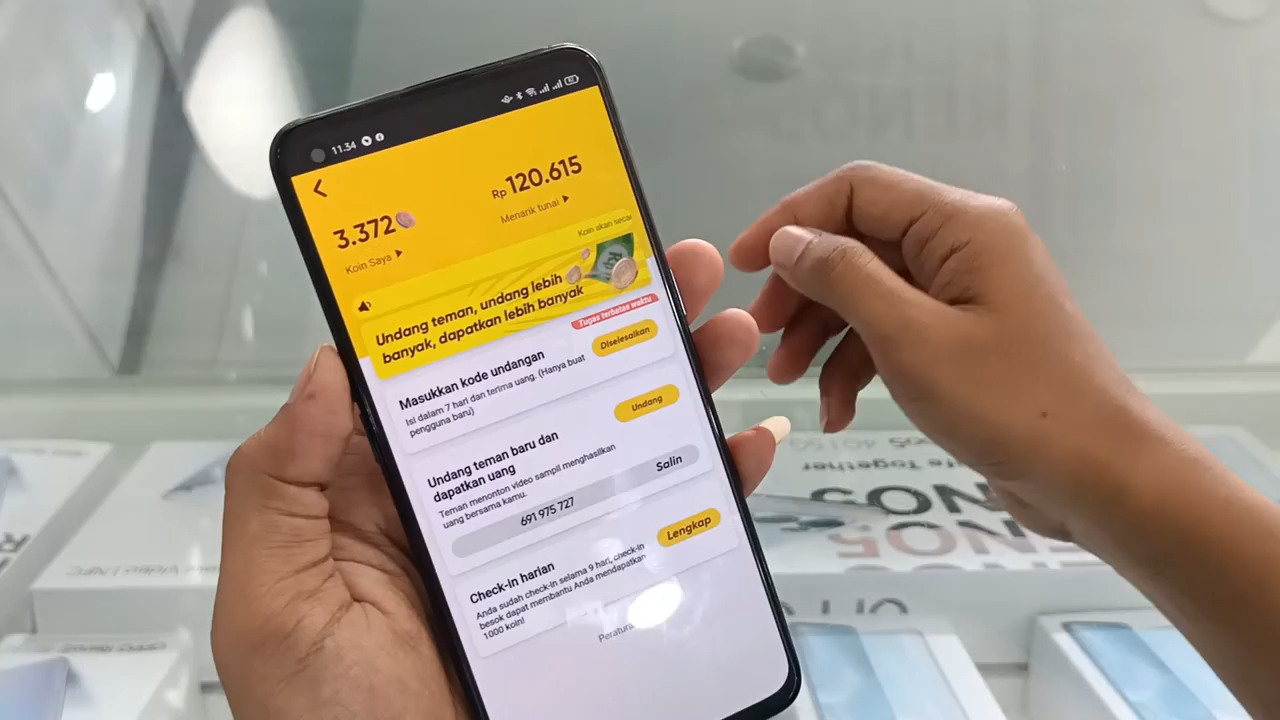 11.34
3.372
Koin Saya
Rp 120.615
Menarik tunai
Koin akan secar
Undang teman, undang lebih
banyak, dapatkan lebih banyak
Tugas terbatas waktu
Masukkan kode undangan
Isi dalam 7 hari dan terima uang. (Hanya buat
pengguna baru)
Diselesaikan
Undang teman baru dan
dapatkan uang
Teman menonton video sampil menghasilkan
uang bersama kamu.
Undang
691 975 727
Salin
Check-in harian
Anda sudah check-in selama 9 hari, check-in
besok dapat membantu Anda mendapatkan
1000 koin!
Lengkap
Peratura